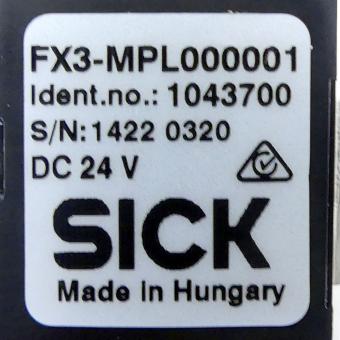 FX3-MPL000001
Ident.no.: 1043700
S/N: 1422 0320
DC 24 V
SICK
Made in Hungary